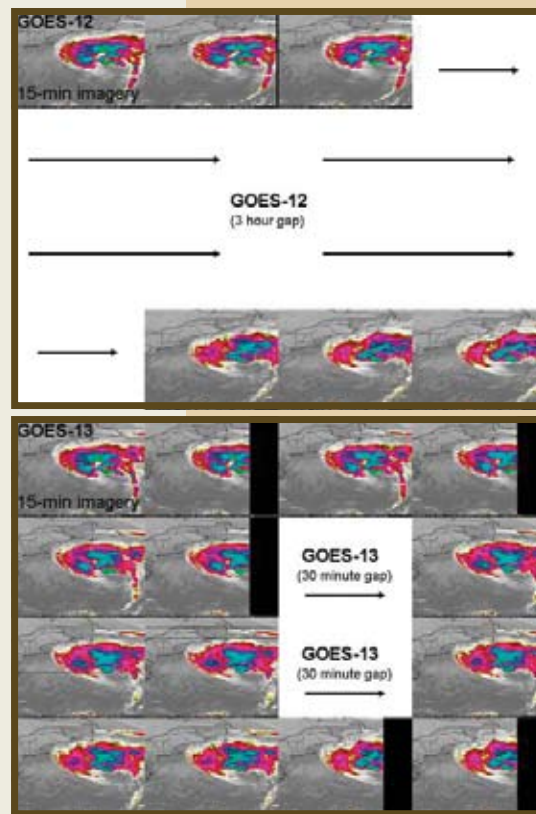 GOES-12
15-min imagery
GOES-12
(3 hour gap)
GOES-13
15-min imagery
GOES-13
(30 minute gap)
GOES-13
(30 minute gap)